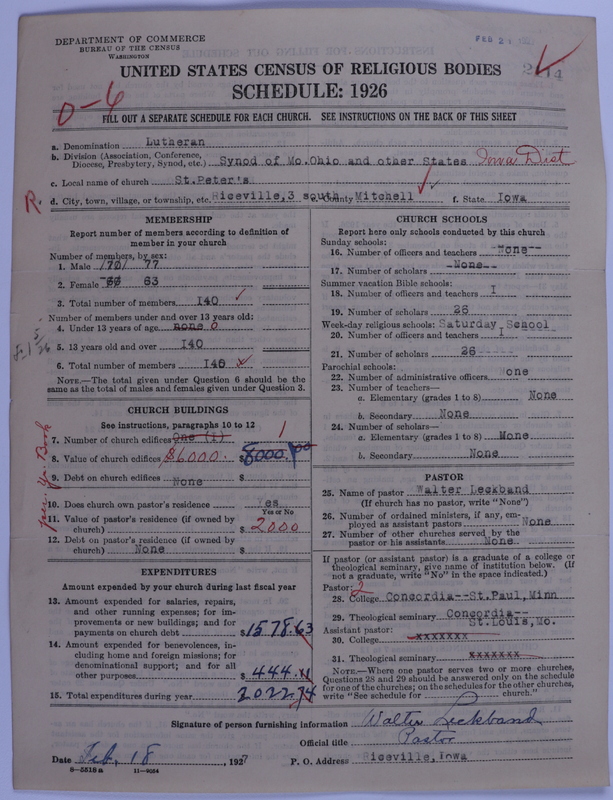 DEPARTMENT OF COMMERCE
BUREAU OF THE CENSUS
WASHINGTON
FEB 21 1927
UNITED STATES CENSUS OF RELIGIOUS BODIES
SCHEDULE: 1926
O-6
FILL OUT A SEPARATE SCHEDULE FOR EACH CHURCH. SEE INSTRUCTIONS ON THE BACK OF THIS SHEET
a. Denomination Lutheran
b. Division (Association, Conference,
Diocese, Presbytery, Synod, etc.) Synod of Mo.Ohio and other States Iowa Dist
c. Local name of church St.Peter's
R. d. City, town, village, or township, etc. Riceville,3 south County Mitchell f. State Iowa
MEMBERSHIP
Report number of members according to definition of
member in your church
Number of members, by sex:
1. Male 70 77
2. Female 63
3. Total number of members 140
Number of members under and over 13 years old:
4. Under 13 years of age none 0
5. 13 years old and over 140
6. Total number of members 140
NOTE.—The total given under Question 6 should be the
same as the total of males and females given under Question 3.
CHURCH BUILDINGS
See instructions, paragraphs 10 to 12
7. Number of church edifices One (1) 1
8. Value of church edifices $6000. $8000.00
9. Debt on church edifices None $
10. Does church own pastor's residence Yes
Yes or No
11. Value of pastor's residence (if owned by
church) $2000
12. Debt on pastor's residence (if owned by
church) None $
EXPENDITURES
Amount expended by your church during last fiscal year
13. Amount expended for salaries, repairs,
and other running expenses; for im-
provements or new buildings; and for
payments on church debt $1578.63
14. Amount expended for benevolences, in-
cluding home and foreign missions; for
denominational support; and for all
other purposes $444.11
15. Total expenditures during year 2022.74
CHURCH SCHOOLS
Report here only schools conducted by this church
Sunday schools:
16. Number of officers and teachers --None--
17. Number of scholars --None--
Summer vacation Bible schools:
18. Number of officers and teachers I
19. Number of scholars 26
Week-day religious schools: Saturday School
20. Number of officers and teachers I
21. Number of scholars 26-----
Parochial schools:
22. Number of administrative officers None
23. Number of teachers—
a. Elementary (grades 1 to 8) None
b. Secondary None
24. Number of scholars—
a. Elementary (grades 1 to 8) None
b. Secondary None
PASTOR
25. Name of pastor Walter Leckband
(If church has no pastor, write "None")
26. Number of ordained ministers, if any, em-
ployed as assistant pastors None
27. Number of other churches served by the
pastor or his assistants None
If pastor (or assistant pastor) is a graduate of a college or
theological seminary, give name of institution below. (If
not a graduate, write "No" in the space indicated.)
Pastor: 2
28. College Concordia--St.Paul,Minn
29. Theological seminary Concordia--
St.Louis,Mo.
Assistant pastor:
30. College xxxxxxx
31. Theological seminary xxxxxxx
NOTE.—Where one pastor serves two or more churches,
Questions 28 and 29 should be answered only on the schedule
for one of the churches; on the schedules for the other churches,
write "See schedule for church."
Signature of person furnishing information Walter Leckband
Official title Pastor
Date Feb. 18, 1927 P. O. Address Riceville,Iowa
8-5518a 11-9054